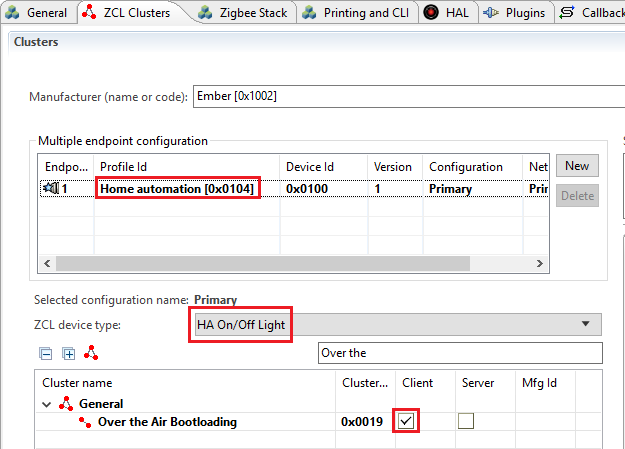 General ZCL Clusters Zigbee Stack Printing and CLI HAL Plugins Callback
Clusters
Manufacturer (name or code): Ember [0x1002]
Multiple endpoint configuration
Endpo... Profile Id Device Id Version Configuration Net
1 Home automation [0x0104] 0x0100 1 Primary Prir
New
Delete
Selected configuration name: Primary
ZCL device type: HA On/Off Light
Over the
Cluster name Cluster... Client Server Mfg Id
General
Over the Air Bootloading 0x0019